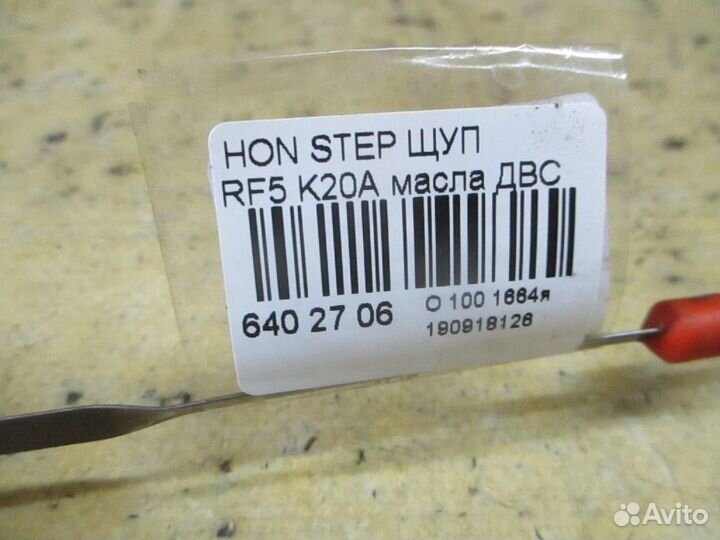 HON STEP ЩУП
RF5 K20A масла ДВС
640 27 06
О 100 1664я
190918126
Avito